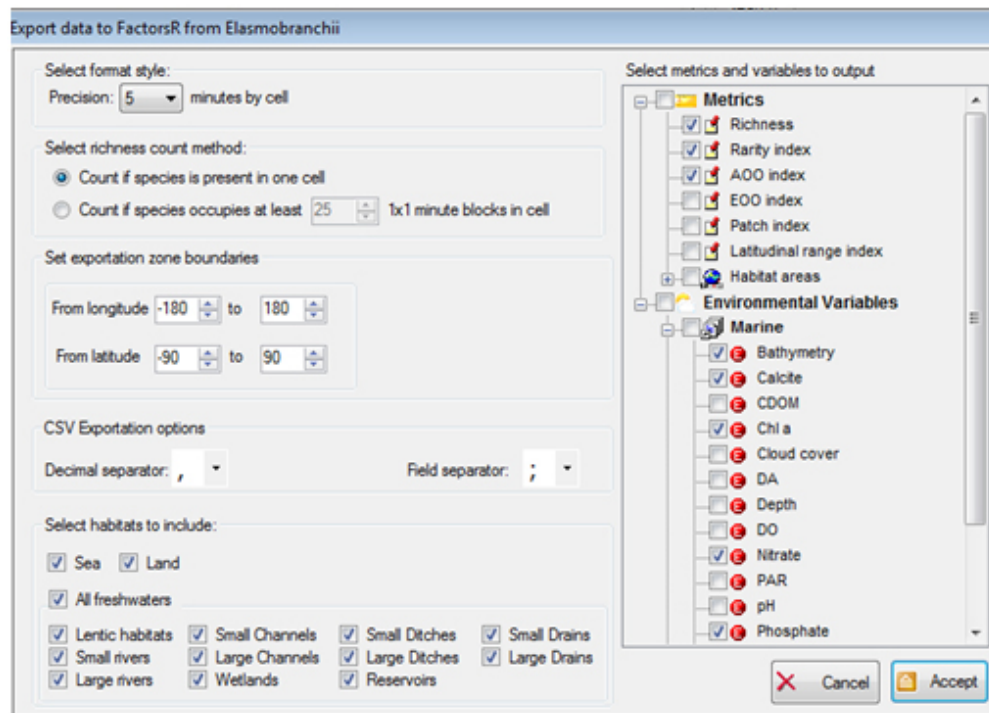 Export data to FactorsR from Elasmobranchii
Select format style:
Precision: 5 minutes by cell
Select richness count method:
Count if species is present in one cell
Count if species occupies at least 25 1x1 minute blocks in cell
Set exportation zone boundaries
From longitude -180 to 180
From latitude -90 to 90
CSV Exportation options
Decimal separator: , Field separator: ;
Select habitats to include:
Sea Land
All freshwaters
Lentic habitats Small Channels Small Ditches Small Drains
Small rivers Large Channels Large Ditches Large Drains
Large rivers Wetlands Reservoirs
Select metrics and variables to output
Metrics
Richness
Rarity index
AOO index
EOO index
Patch index
Latitudinal range index
Habitat areas
Environmental Variables
Marine
E Bathymetry
E Calcite
E CDOM
E Chl a
E Cloud cover
E DA
E Depth
E DO
E Nitrate
E PAR
E pH
E Phosphate
Cancel Accept